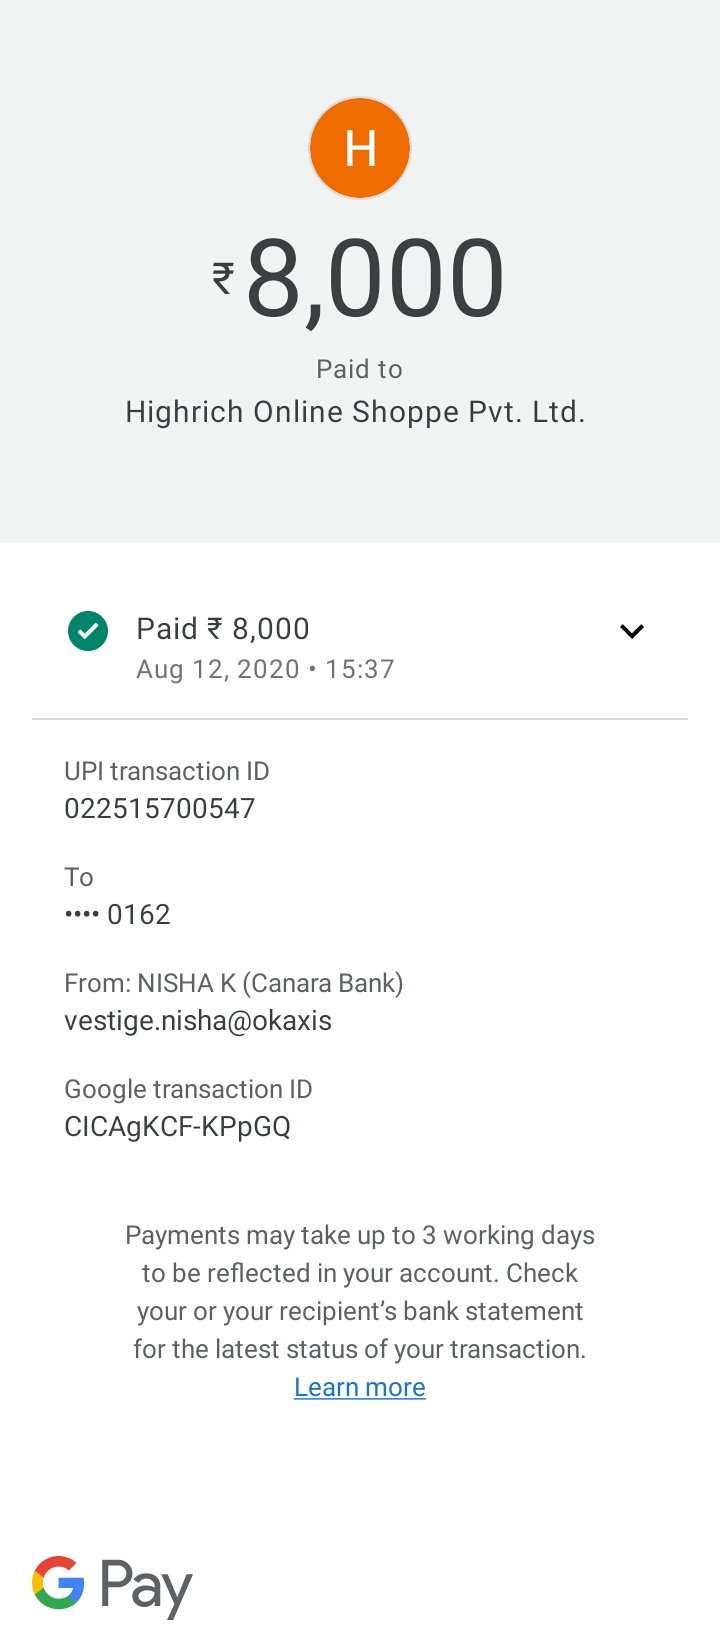 H
₹8,000
Paid to
Highrich Online Shoppe Pvt. Ltd.
Paid ₹ 8,000
Aug 12, 2020 • 15:37
UPI transaction ID
022515700547
To
•••• 0162
From: NISHA K (Canara Bank)
vestige.nisha@okaxis
Google transaction ID
CICAgKCF-KPpGQ
Payments may take up to 3 working days
to be reflected in your account. Check
your or your recipient’s bank statement
for the latest status of your transaction.
Learn more
G Pay